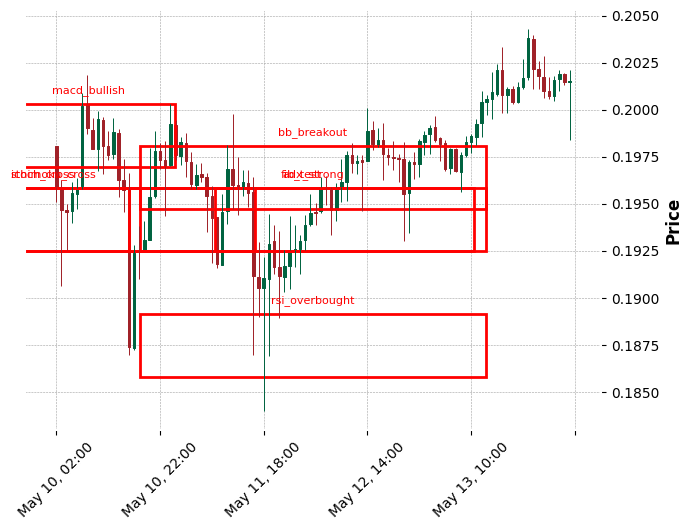 0.2050
0.2025
macd_bullish
0.2000
bb_breakout
0.1975
0.1950
Price
0.1925
rsi_overbought
0.1900
0.1875
0.1850
May 10, 02:00
May 10, 22:00
May 11, 18:00
May 12, 14:00
May 13, 10:00